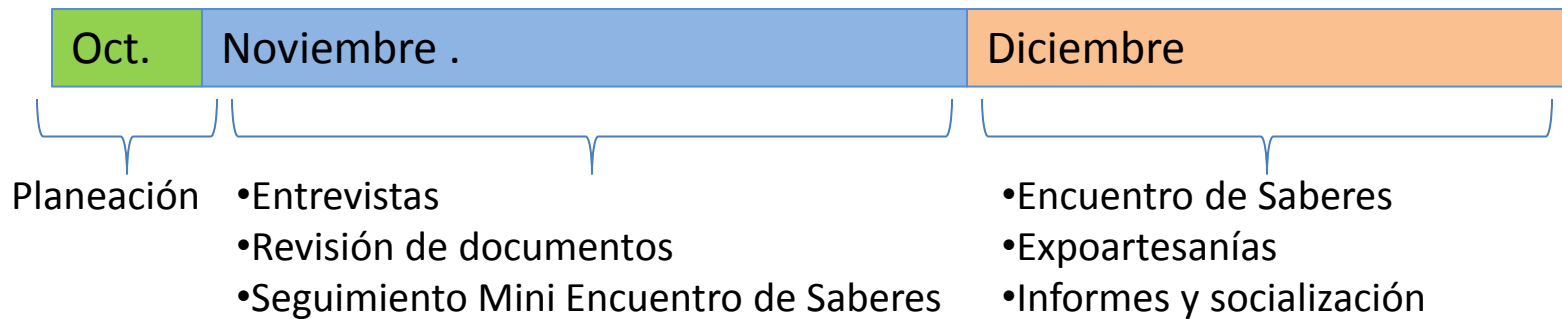 Oct.
Noviembre .
Diciembre
Planeación
•Entrevistas
•Revisión de documentos
•Seguimiento Mini Encuentro de Saberes
•Encuentro de Saberes
•Expoartesanías
•Informes y socialización